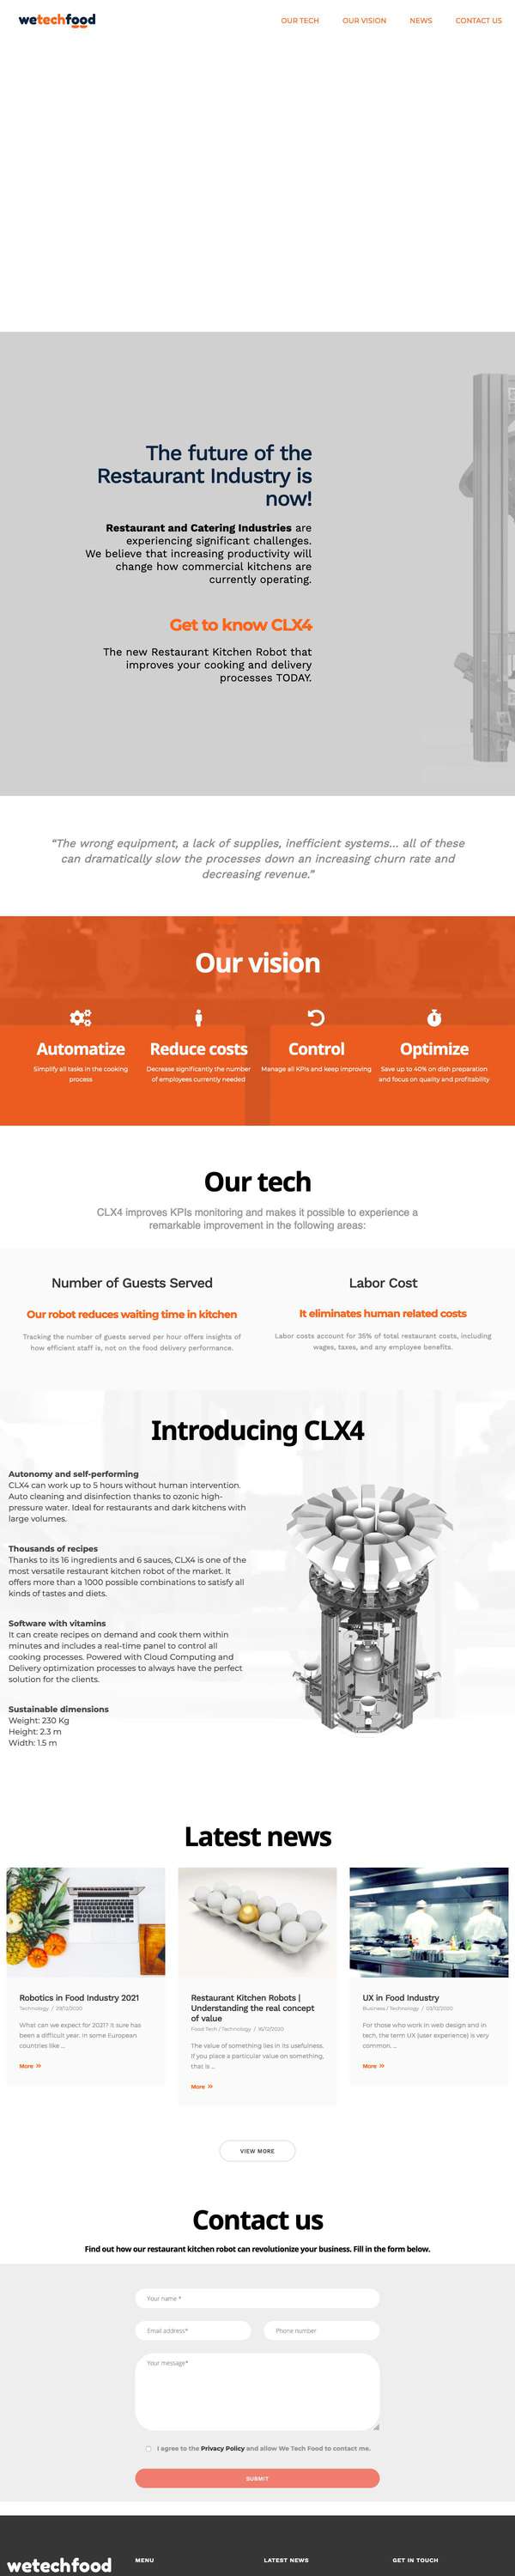 wetechfood
OUR TECH
OUR VISION
NEWS
CONTACT US
The future of the
Restaurant Industry is
now!
Restaurant and Catering Industries are
experiencing significant challenges.
We believe that increasing productivity will
change how commercial kitchens are
currently operating.
Get to know CLX4
The new Restaurant Kitchen Robot that
improves your cooking and delivery
processes TODAY.
“The wrong equipment, a lack of supplies, inefficient systems... all of these
can dramatically slow the processes down an increasing churn rate and
decreasing revenue.”
Our vision
Automatize
Simplify all tasks in the cooking
process
Reduce costs
Decrease significantly the number
of employees currently needed
Control
Manage all KPIs and keep improving
Optimize
Save up to 40% on dish preparation
and focus on quality and profitability
Our tech
CLX4 improves KPIs monitoring and makes it possible to experience a
remarkable improvement in the following areas:
Number of Guests Served
Our robot reduces waiting time in kitchen
Tracking the number of guests served per hour offers insights of
how efficient staff is, not on the food delivery performance.
Labor Cost
It eliminates human related costs
Labor costs account for 35% of total restaurant costs, including
wages, taxes, and any employee benefits.
Introducing CLX4
Autonomy and self-performing
CLX4 can work up to 5 hours without human intervention.
Auto cleaning and disinfection thanks to ozonic high-
pressure water. Ideal for restaurants and dark kitchens with
large volumes.
Thousands of recipes
Thanks to its 16 ingredients and 6 sauces, CLX4 is one of the
most versatile restaurant kitchen robot of the market. It
offers more than a 1000 possible combinations to satisfy all
kinds of tastes and diets.
Software with vitamins
It can create recipes on demand and cook them within
minutes and includes a real-time panel to control all
cooking processes. Powered with Cloud Computing and
Delivery optimization processes to always have the perfect
solution for the clients.
Sustainable dimensions
Weight: 230 Kg
Height: 2.3 m
Width: 1.5 m
Latest news
Robotics in Food Industry 2021
Technology / 29/12/2020
What can we expect for 2021? It sure has
been a difficult year. In some European
countries like ...
More »
Restaurant Kitchen Robots |
Understanding the real concept
of value
Food Tech / Technology / 16/12/2020
The value of something lies in its usefulness.
If you place a particular value on something,
that is ...
More »
UX in Food Industry
Business / Technology / 03/12/2020
For those who work in web design and in
tech, the term UX (user experience) is very
common. ...
More »
VIEW MORE
Contact us
Find out how our restaurant kitchen robot can revolutionize your business. Fill in the form below.
Your name *
Email address*
Phone number
Your message*
I agree to the Privacy Policy and allow We Tech Food to contact me.
SUBMIT
wetechfood
MENU
LATEST NEWS
GET IN TOUCH